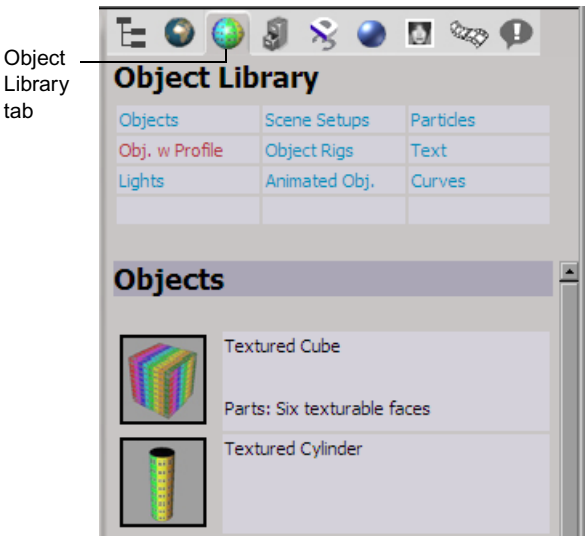 Object
Library
tab
Object Library
Objects Scene Setups Particles
Obj. w Profile Object Rigs Text
Lights Animated Obj. Curves
Objects
Textured Cube
Parts: Six texturable faces
Textured Cylinder